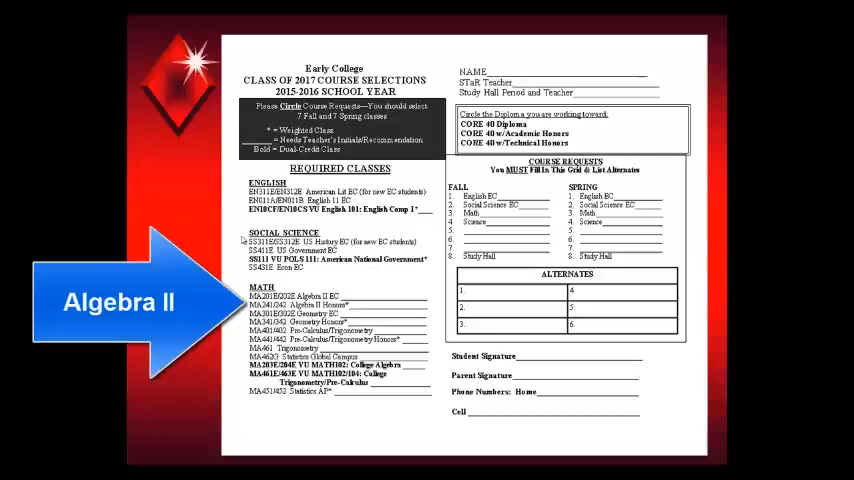 Early College
CLASS OF 2017 COURSE SELECTIONS
2015-2016 SCHOOL YEAR
Please Circle Course Requests—You should select
7 Fall and 7 Spring classes
* = Weighted Class
______ = Needs Teacher's Initials/Recommendation
Bold = Dual-Credit Class
REQUIRED CLASSES
ENGLISH
EN311E/EN312E American Lit EC (for new EC students)
EN011A/EN011B English 11 EC
EN10CF/EN10CS VU English 101: English Comp I*____
SOCIAL SCIENCE
SS311E/SS312E US History EC (for new EC students)
SS411E US Government EC
SS111 VU POLS 111: American National Government*
SS431E Econ EC
MATH
MA201E/202E Algebra II EC
MA241/242 Algebra II Honors*
MA301E/302E Geometry EC
MA341/342 Geometry Honors*
MA401/402 Pre-Calculus/Trigonometry
MA441/442 Pre-Calculus/Trigonometry Honors*
MA461 Trigonometry
MA462G Statistics Global Campus
MA203E/204E VU MATH102: College Algebra
MA461E/463E VU MATH102/104: College
Trigonometry/Pre-Calculus
MA451/452 Statistics AP*
Algebra II
NAME
STaR Teacher
Study Hall Period and Teacher
Circle the Diploma you are working toward:
CORE 40 Diploma
CORE 40 w/Academic Honors
CORE 40 w/Technical Honors
COURSE REQUESTS
You MUST Fill In This Grid & List Alternates
FALL
1. English EC
2. Social Science EC
3. Math
4. Science
5.
6.
7.
8. Study Hall
SPRING
1. English EC
2. Social Science EC
3. Math
4. Science
5.
6.
7.
8. Study Hall
ALTERNATES
1. 4
2. 5.
3. 6.
Student Signature
Parent Signature
Phone Numbers: Home
Cell